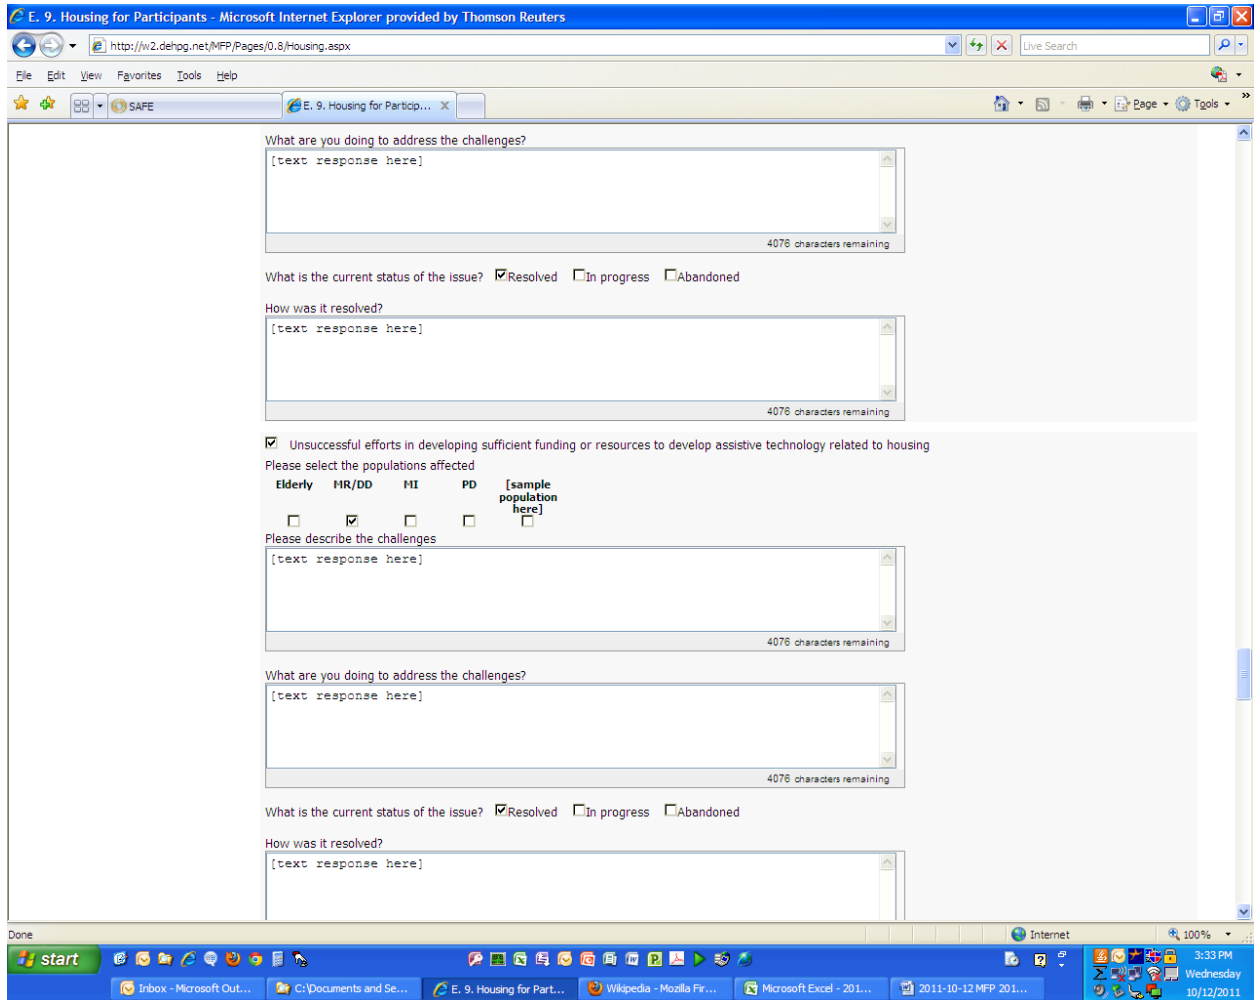 E. 9. Housing for Participants - Microsoft Internet Explorer provided by Thomson Reuters
http://w2.dehpg.net/MFP/Pages/0.8/Housing.aspx
Live Search
File Edit View Favorites Tools Help
SAFE
E. 9. Housing for Particip...
Page
Tools
What are you doing to address the challenges?
[text response here]
4076 characters remaining
What is the current status of the issue? Resolved In progress Abandoned
How was it resolved?
[text response here]
4076 characters remaining
Unsuccessful efforts in developing sufficient funding or resources to develop assistive technology related to housing
Please select the populations affected
Elderly MR/DD MI PD [sample
population
here]
Please describe the challenges
[text response here]
4076 characters remaining
What are you doing to address the challenges?
[text response here]
4076 characters remaining
What is the current status of the issue? Resolved In progress Abandoned
How was it resolved?
[text response here]
Done
Internet
100%
start
3:33 PM
Inbox - Microsoft Out...
C:\Documents and Se...
E. 9. Housing for Part...
Wikipedia - Mozilla Fir...
Microsoft Excel - 201...
2011-10-12 MFP 201...
Wednesday
10/12/2011